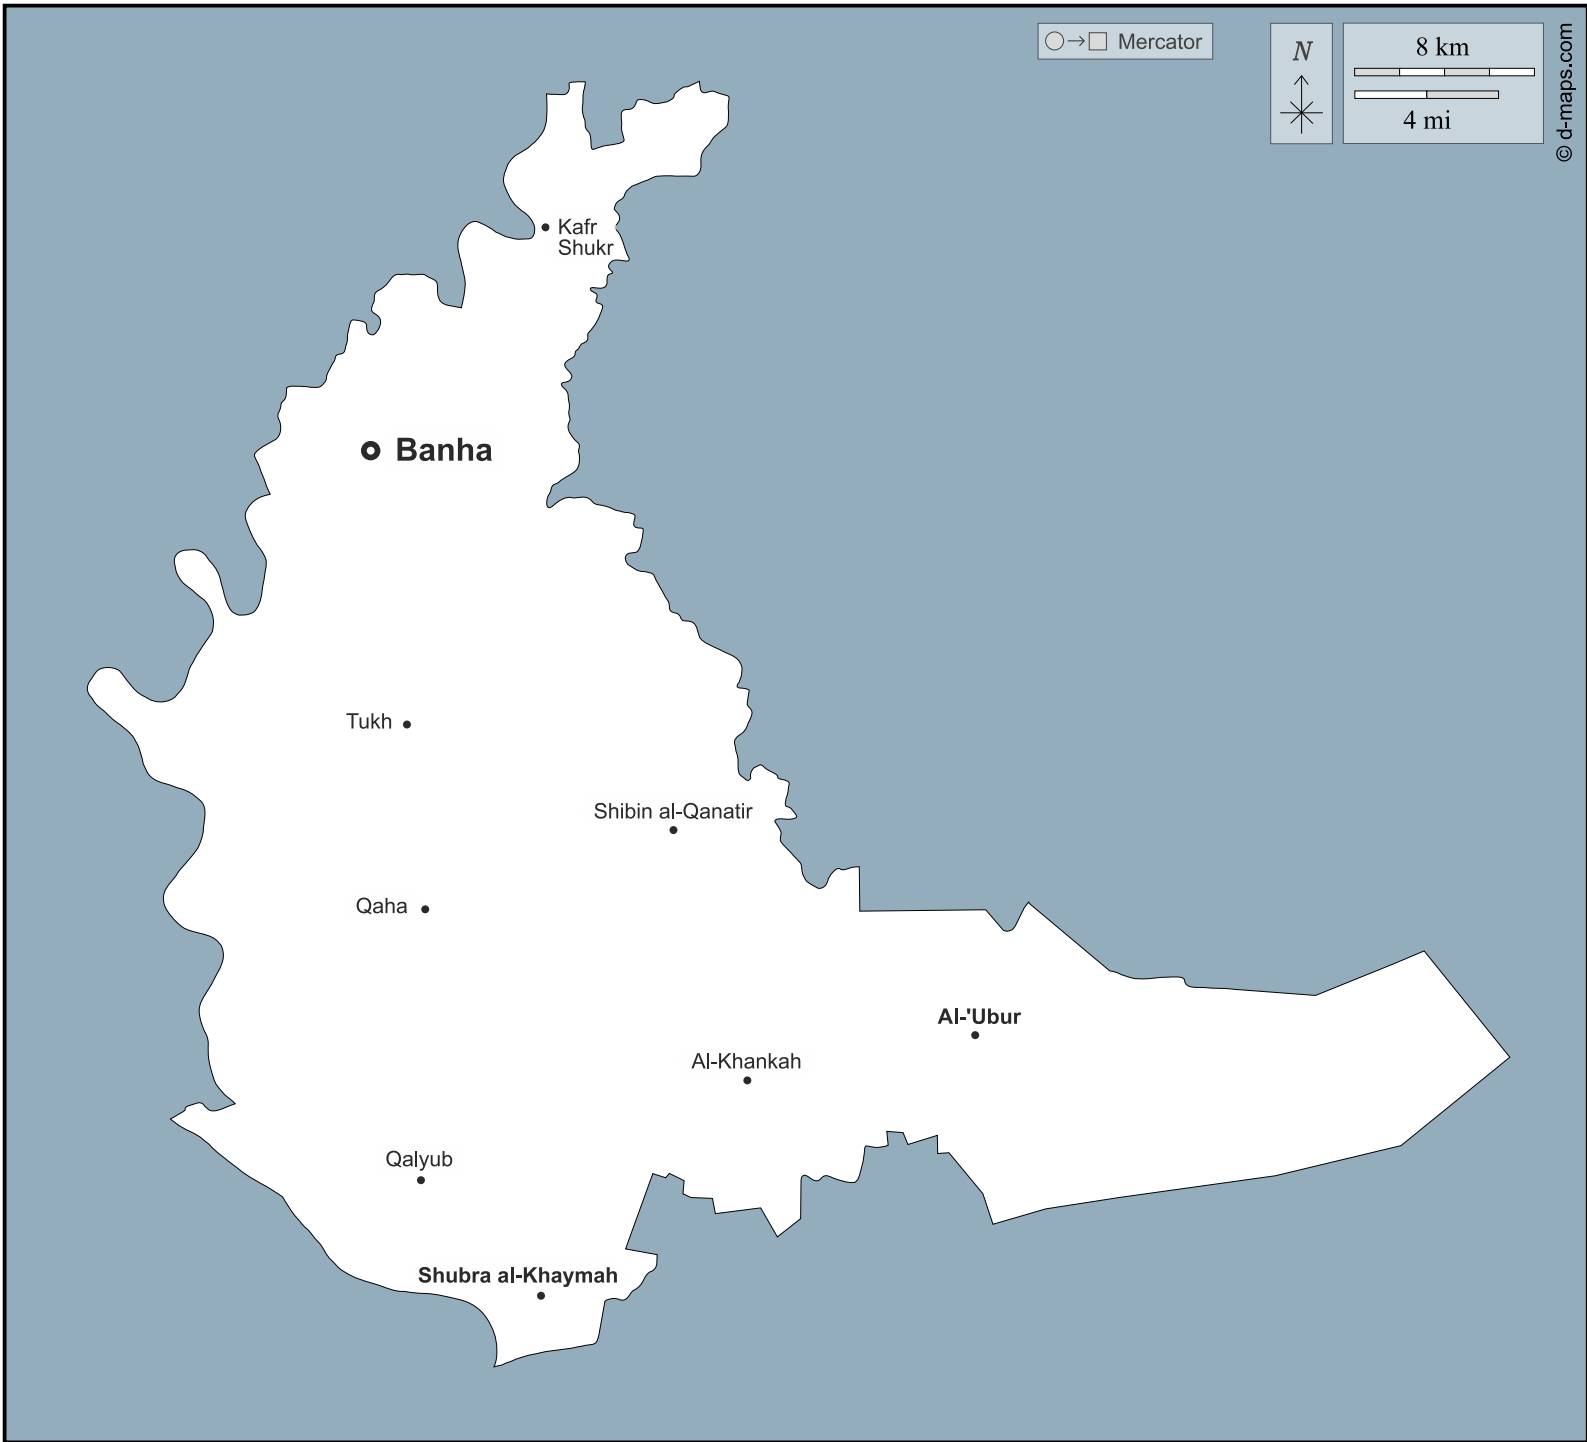 Mercator
N
8 km
4 mi
© d-maps.com
Kafr
Shukr
Banha
Tukh
Shibin al-Qanatir
Qaha
Al-'Ubur
Al-Khankah
Qalyub
Shubra al-Khaymah